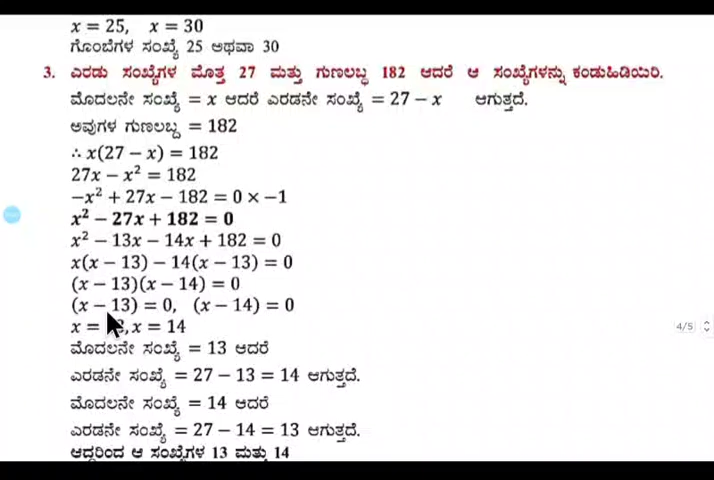 x = 25, x = 30
ಗೊಂಬೆಗಳ ಸಂಖ್ಯೆ 25 ಅಥವಾ 30
3. ಎರಡು ಸಂಖ್ಯೆಗಳ ಮೊತ್ತ 27 ಮತ್ತು ಗುಣಲಬ್ಧ 182 ಆದರೆ ಆ ಸಂಖ್ಯೆಗಳನ್ನು ಕಂಡುಹಿಡಿಯಿರಿ.
ಮೊದಲನೇ ಸಂಖ್ಯೆ = x ಆದರೆ ಎರಡನೇ ಸಂಖ್ಯೆ = 27 − x ಆಗುತ್ತದೆ.
ಅವುಗಳ ಗುಣಲಬ್ಧ = 182
∴ x(27 − x) = 182
27x − x² = 182
−x² + 27x − 182 = 0 × −1
x² − 27x + 182 = 0
x² − 13x − 14x + 182 = 0
x(x − 13) − 14(x − 13) = 0
(x − 13)(x − 14) = 0
(x − 13) = 0, (x − 14) = 0
x = 3, x = 14
ಮೊದಲನೇ ಸಂಖ್ಯೆ = 13 ಆದರೆ
ಎರಡನೇ ಸಂಖ್ಯೆ = 27 − 13 = 14 ಆಗುತ್ತದೆ.
ಮೊದಲನೇ ಸಂಖ್ಯೆ = 14 ಆದರೆ
ಎರಡನೇ ಸಂಖ್ಯೆ = 27 − 14 = 13 ಆಗುತ್ತದೆ.
ಆದ್ದರಿಂದ ಆ ಸಂಖ್ಯೆಗಳ 13 ಮತ್ತು 14
4/5